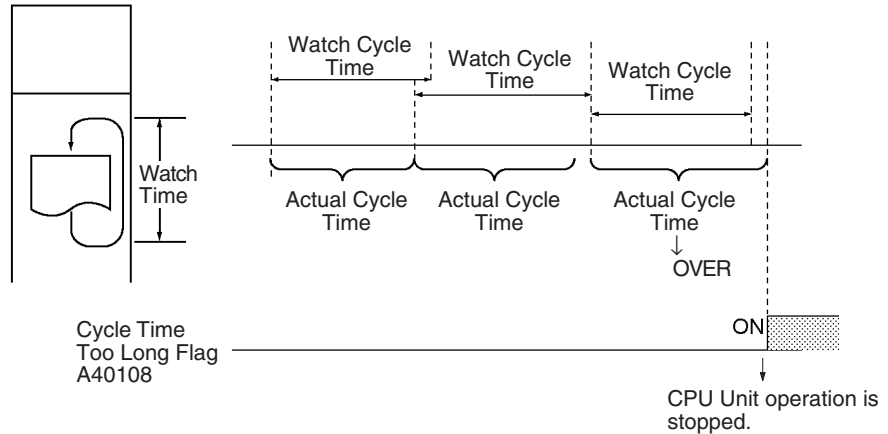 Watch Cycle
Time
Watch Cycle
Time
Watch Cycle
Time
Watch
Time
Actual Cycle
Time
Actual Cycle
Time
Actual Cycle
Time
↓
OVER
Cycle Time
Too Long Flag
A40108
ON
CPU Unit operation is
stopped.